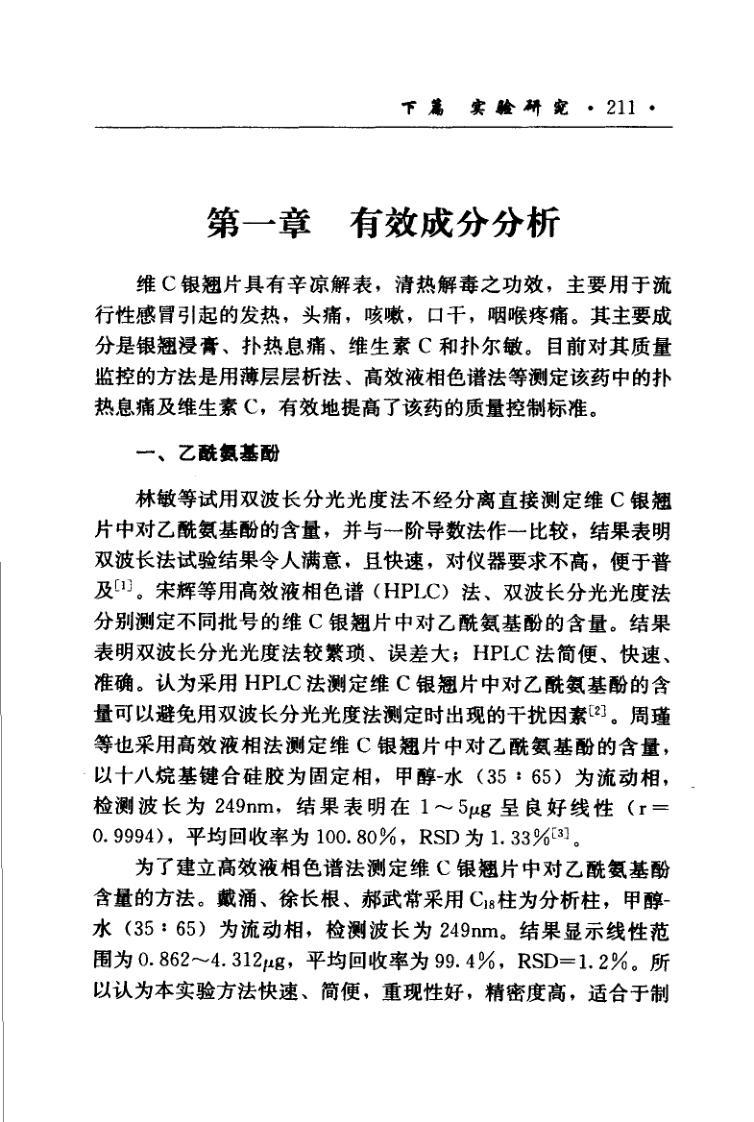 下篇 实验研究 · 211 ·
第一章 有效成分分析
维 C 银翘片具有辛凉解表，清热解毒之功效，主要用于流
行性感冒引起的发热，头痛，咳嗽，口干，咽喉疼痛。其主要成
分是银翘浸膏、扑热息痛、维生素 C 和扑尔敏。目前对其质量
监控的方法是用薄层层析法、高效液相色谱法等测定该药中的扑
热息痛及维生素 C，有效地提高了该药的质量控制标准。
一、乙酰氨基酚
林敏等试用双波长分光光度法不经分离直接测定维 C 银翘
片中对乙酰氨基酚的含量，并与一阶导数法作一比较，结果表明
双波长法试验结果令人满意，且快速，对仪器要求不高，便于普
及[1]。宋辉等用高效液相色谱（HPLC）法、双波长分光光度法
分别测定不同批号的维 C 银翘片中对乙酰氨基酚的含量。结果
表明双波长分光光度法较繁琐、误差大；HPLC 法简便、快速、
准确。认为采用 HPLC 法测定维 C 银翘片中对乙酰氨基酚的含
量可以避免用双波长分光光度法测定时出现的干扰因素[2]。周瑾
等也采用高效液相法测定维 C 银翘片中对乙酰氨基酚的含量，
以十八烷基键合硅胶为固定相，甲醇-水（35∶65）为流动相，
检测波长为 249nm，结果表明在 1～5μg 呈良好线性（r＝
0.9994），平均回收率为 100.80%，RSD 为 1.33%[3]。
为了建立高效液相色谱法测定维 C 银翘片中对乙酰氨基酚
含量的方法。戴涌、徐长根、郝武常采用 C18柱为分析柱，甲醇-
水（35∶65）为流动相，检测波长为 249nm。结果显示线性范
围为 0.862～4.312μg，平均回收率为 99.4%，RSD=1.2%。所
以认为本实验方法快速、简便，重现性好，精密度高，适合于制